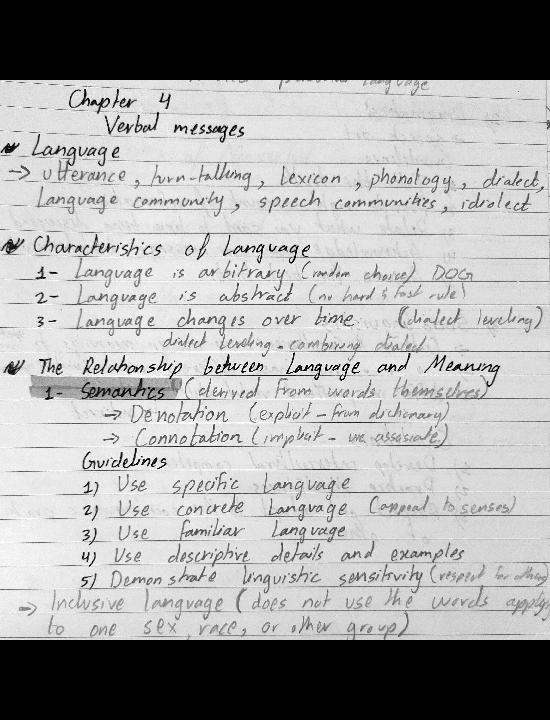 Language
Chapter 4
Verbal messages
Language
→ utterance, turn-talking, Lexicon, phonology, dialect,
Language community, speech communities, idiolect
Characteristics of Language
1- Language is arbitrary (random choice) DOG
2- Language is abstract (no hard & fast rule)
3- Language changes over time (dialect leveling)
dialect leveling - combining dialect
The Relationship between Language and Meaning
1- Semantics (derived from words themselves)
→ Denotation (explicit - from dictionary)
→ Connotation (implicit - we assosiate)
Guidelines
1) Use specific Language
2) Use concrete Language (appeal to senses)
3) Use familiar Language
4) Use descriptive details and examples
5) Demonstrate linguistic sensitivity (respect for others)
→ Inclusive language (does not use the words applys
to one sex, race, or other group)